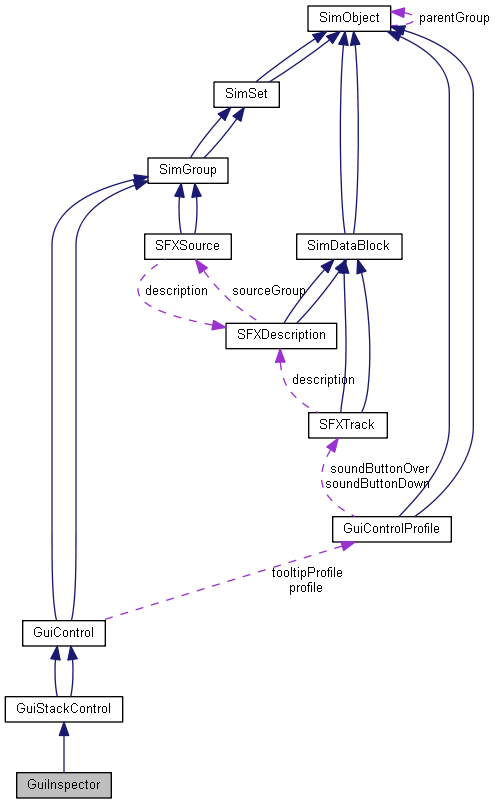 SimObject
parentGroup
SimSet
SimGroup
SFXSource
SimDataBlock
description
sourceGroup
SFXDescription
description
SFXTrack
soundButtonOver
soundButtonDown
GuiControlProfile
tooltipProfile
profile
GuiControl
GuiStackControl
GuiInspector